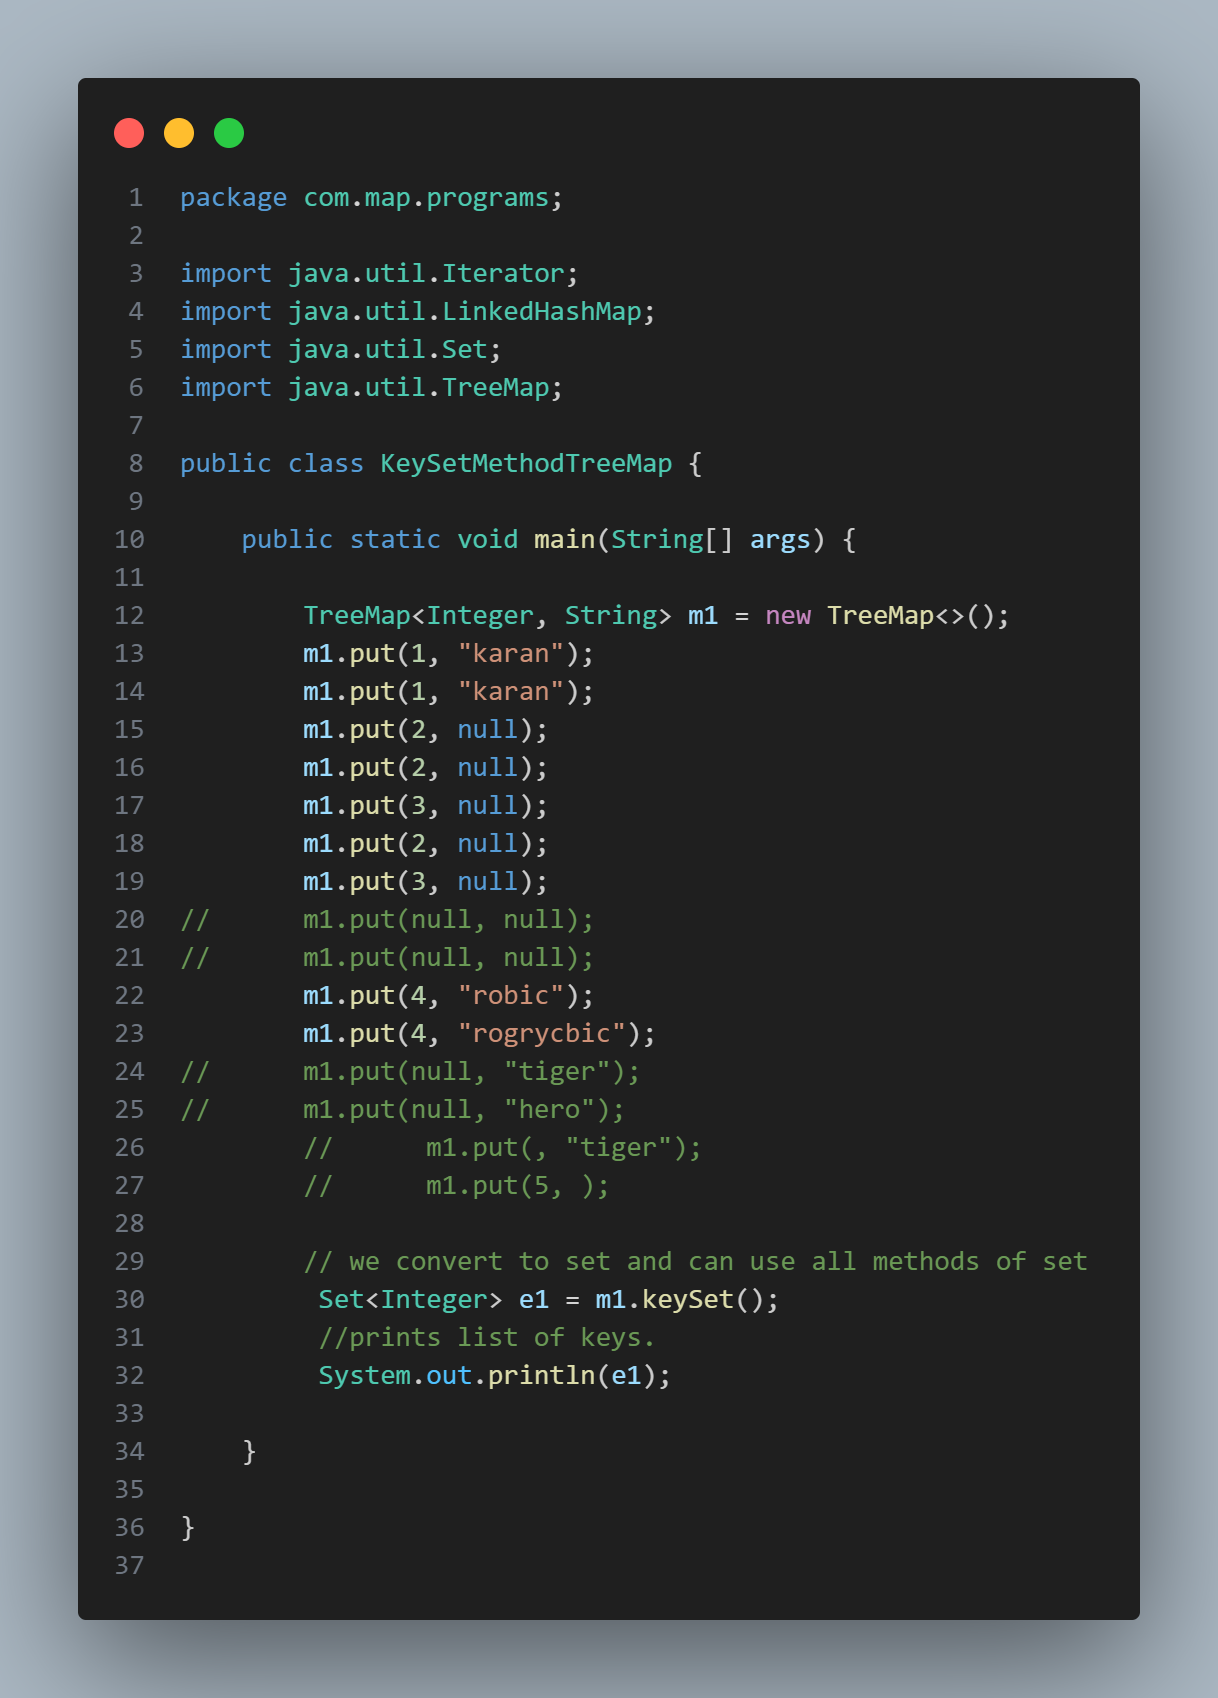 1 package com.map.programs;
2
3 import java.util.Iterator;
4 import java.util.LinkedHashMap;
5 import java.util.Set;
6 import java.util.TreeMap;
7
8 public class KeySetMethodTreeMap {
9
10     public static void main(String[] args) {
11
12         TreeMap<Integer, String> m1 = new TreeMap<>();
13         m1.put(1, "karan");
14         m1.put(1, "karan");
15         m1.put(2, null);
16         m1.put(2, null);
17         m1.put(3, null);
18         m1.put(2, null);
19         m1.put(3, null);
20 //      m1.put(null, null);
21 //      m1.put(null, null);
22         m1.put(4, "robic");
23         m1.put(4, "rogrycbic");
24 //      m1.put(null, "tiger");
25 //      m1.put(null, "hero");
26         //      m1.put(, "tiger");
27         //      m1.put(5, );
28
29         // we convert to set and can use all methods of set
30          Set<Integer> e1 = m1.keySet();
31          //prints list of keys.
32          System.out.println(e1);
33
34     }
35
36 }
37